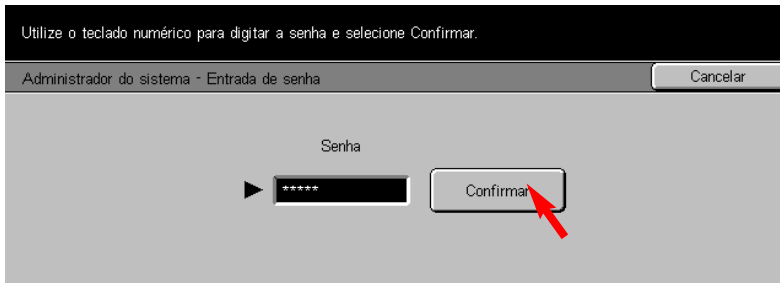 Utilize o teclado numérico para digitar a senha e selecione Confirmar.
Administrador do sistema - Entrada de senha
Cancelar
Senha
*****
Confirmar